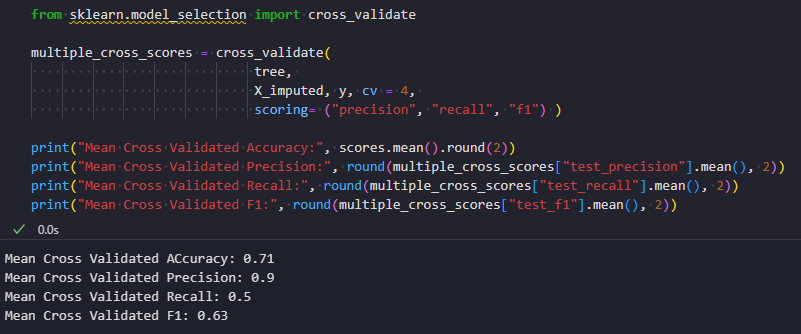 from sklearn.model_selection import cross_validate
multiple_cross_scores = cross_validate(
tree,
X_imputed, y, cv = 4,
scoring= ("precision", "recall", "f1") )
print("Mean Cross Validated Accuracy:", scores.mean().round(2))
print("Mean Cross Validated Precision:", round(multiple_cross_scores["test_precision"].mean(), 2))
print("Mean Cross Validated Recall:", round(multiple_cross_scores["test_recall"].mean(), 2))
print("Mean Cross Validated F1:", round(multiple_cross_scores["test_f1"].mean(), 2))
0.0s
Mean Cross Validated ACcuracy: 0.71
Mean Cross Validated Precision: 0.9
Mean Cross Validated Recall: 0.5
Mean Cross Validated F1: 0.63